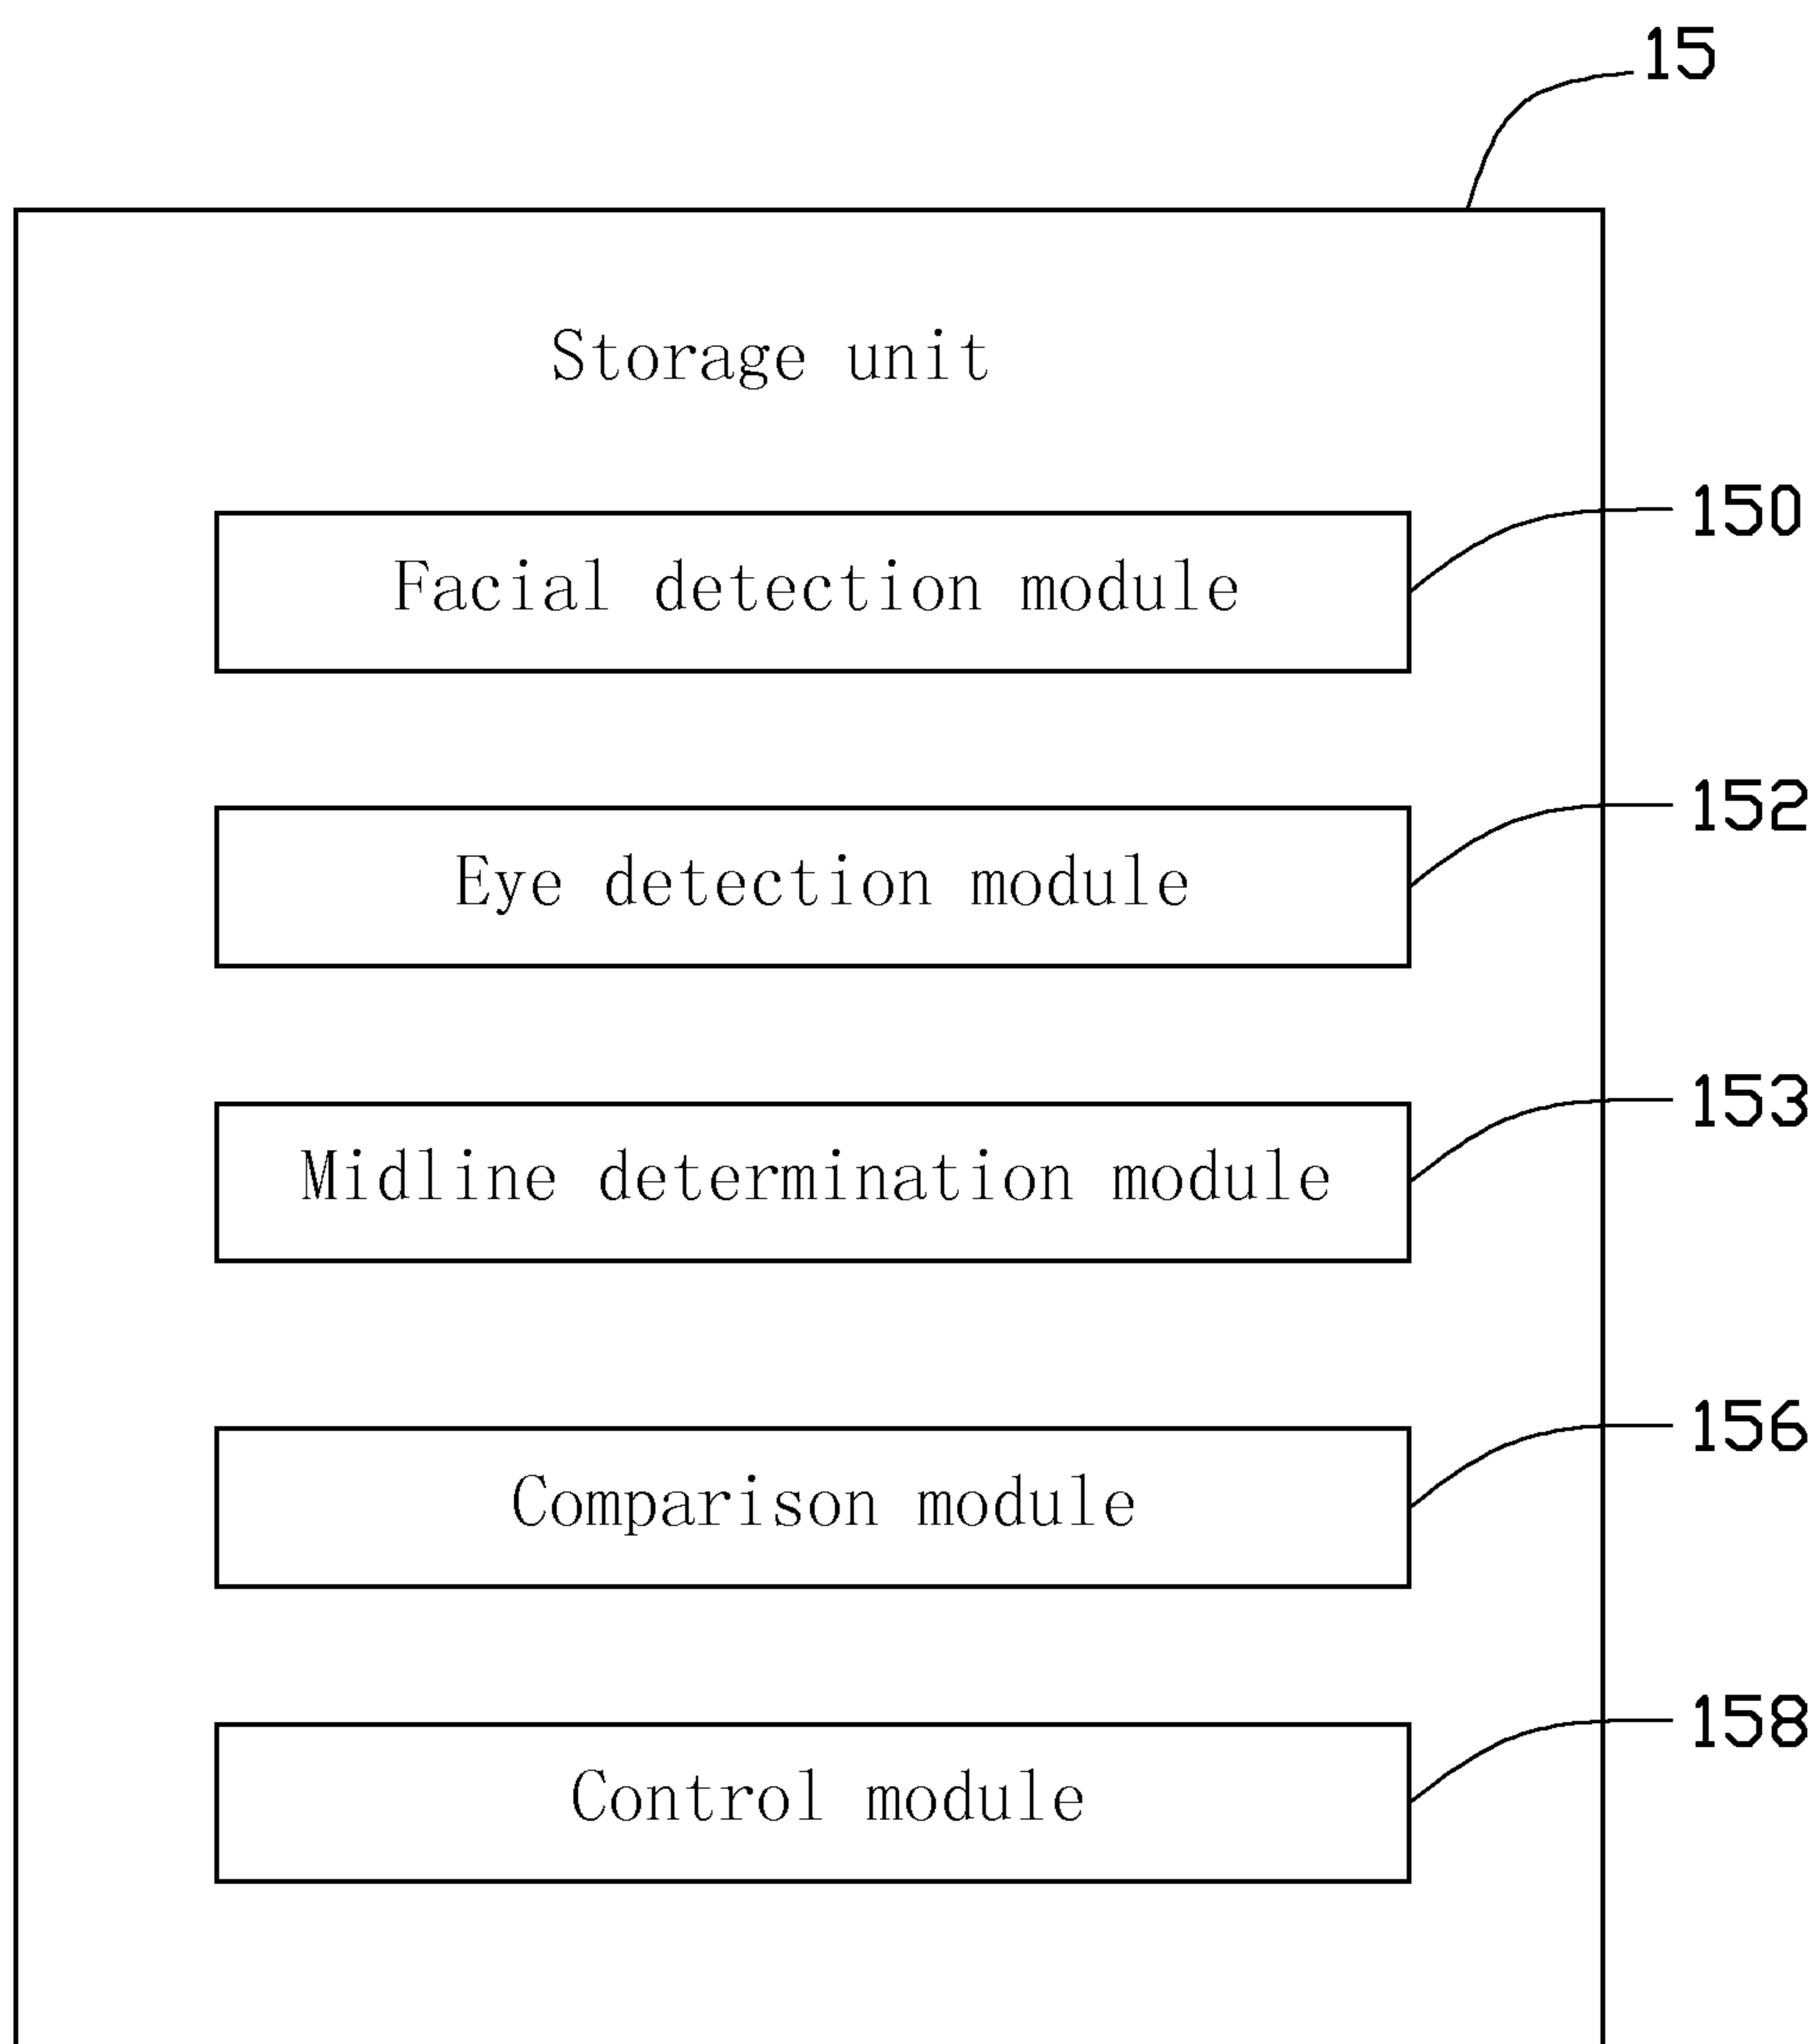 15
Storage unit
150
Facial detection module
152
Eye detection module
153
Midline determination module
156
Comparison module
158
Control module